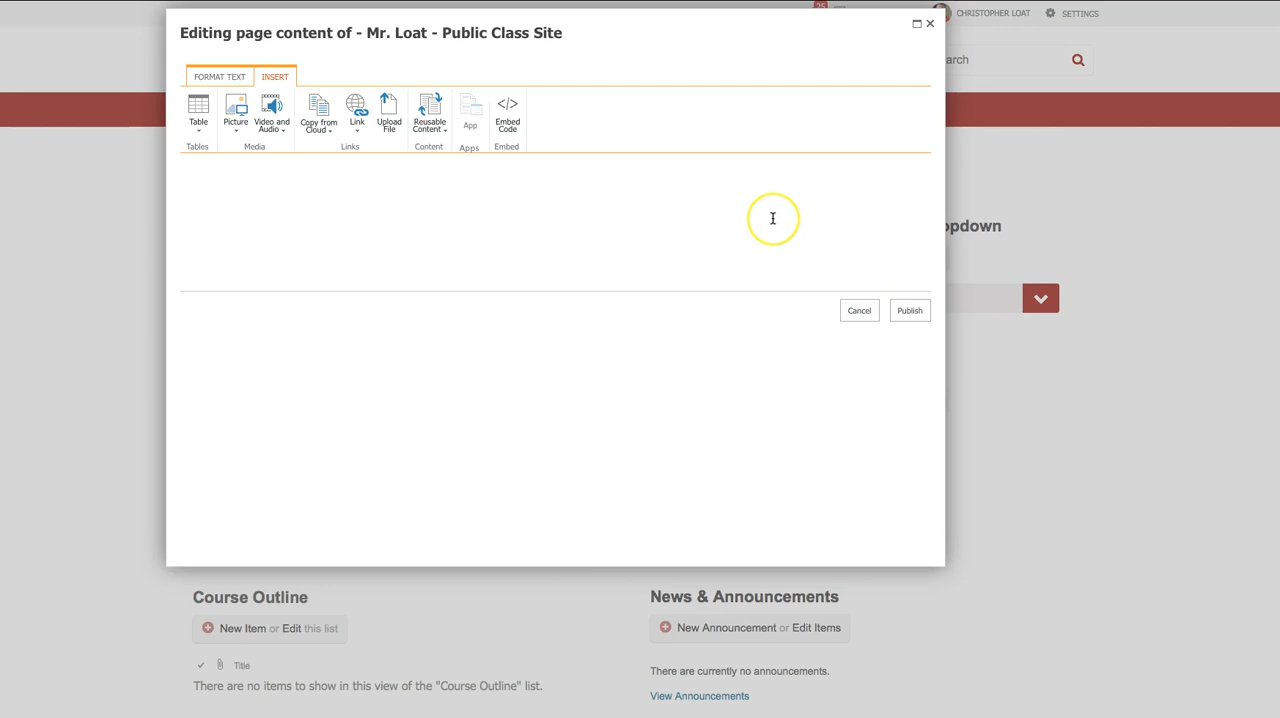 25
CHRISTOPHER LOAT SETTINGS
Editing page content of - Mr. Loat - Public Class Site
arch
FORMAT TEXT INSERT
Table Picture Video and Audio Copy from Cloud Link Upload File Reusable Content App Embed Code
Tables Media Links Content Apps Embed
opdown
Cancel Publish
Course Outline
News & Announcements
New Item or Edit this list
New Announcement or Edit Items
Title
There are no items to show in this view of the "Course Outline" list.
There are currently no announcements.
View Announcements